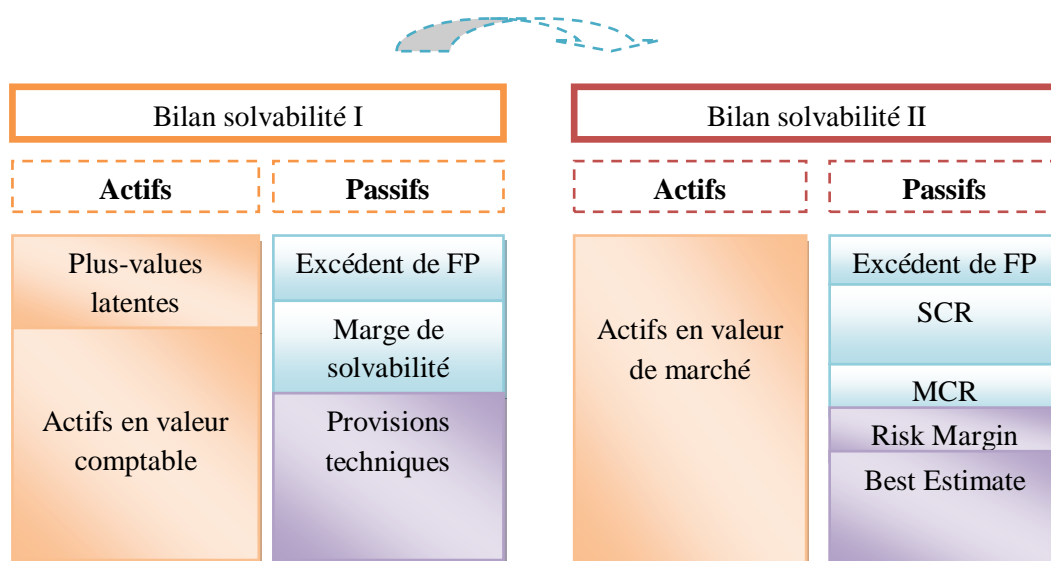 Bilan solvabilité I
Actifs
Passifs
Plus-values
latentes
Actifs en valeur
comptable
Excédent de FP
Marge de
solvabilité
Provisions
techniques
Bilan solvabilité II
Actifs
Passifs
Actifs en valeur
de marché
Excédent de FP
SCR
MCR
Risk Margin
Best Estimate